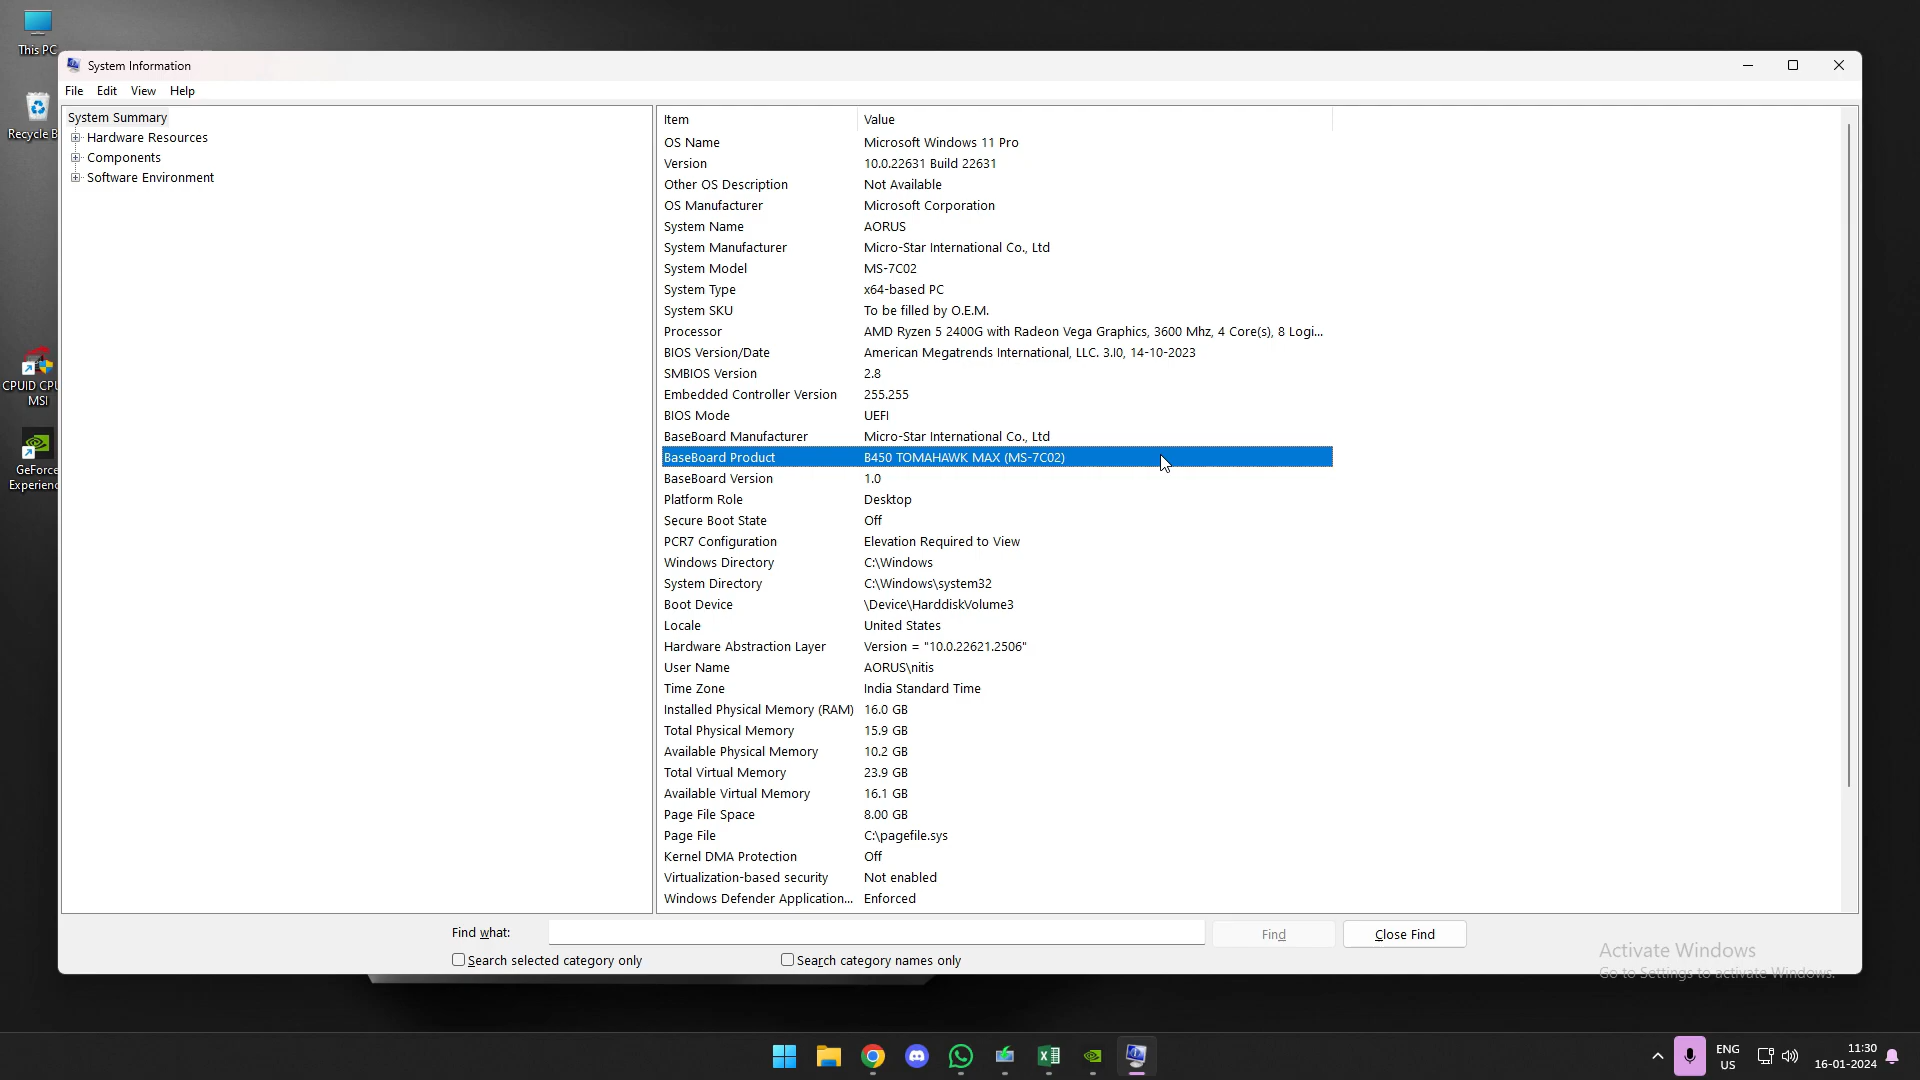 This PC
System Information
File Edit View Help
Recycle B
System Summary
Hardware Resources
Components
Software Environment
Item Value
OS Name Microsoft Windows 11 Pro
Version 10.0.22631 Build 22631
Other OS Description Not Available
OS Manufacturer Microsoft Corporation
System Name AORUS
System Manufacturer Micro-Star International Co., Ltd
System Model MS-7C02
System Type x64-based PC
System SKU To be filled by O.E.M.
Processor AMD Ryzen 5 2400G with Radeon Vega Graphics, 3600 Mhz, 4 Core(s), 8 Logi...
BIOS Version/Date American Megatrends International, LLC. 3.I0, 14-10-2023
SMBIOS Version 2.8
Embedded Controller Version 255.255
BIOS Mode UEFI
BaseBoard Manufacturer Micro-Star International Co., Ltd
BaseBoard Product B450 TOMAHAWK MAX (MS-7C02)
BaseBoard Version 1.0
Platform Role Desktop
Secure Boot State Off
PCR7 Configuration Elevation Required to View
Windows Directory C:\Windows
System Directory C:\Windows\system32
Boot Device \Device\HarddiskVolume3
Locale United States
Hardware Abstraction Layer Version = "10.0.22621.2506"
User Name AORUS\nitis
Time Zone India Standard Time
Installed Physical Memory (RAM) 16.0 GB
Total Physical Memory 15.9 GB
Available Physical Memory 10.2 GB
Total Virtual Memory 23.9 GB
Available Virtual Memory 16.1 GB
Page File Space 8.00 GB
Page File C:\pagefile.sys
Kernel DMA Protection Off
Virtualization-based security Not enabled
Windows Defender Application... Enforced
CPUID CPU
MSI
GeForce
Experienc
Find what: Find Close Find
Search selected category only Search category names only
Activate Windows
Go to Settings to activate Windows.
ENG
US
11:30
16-01-2024